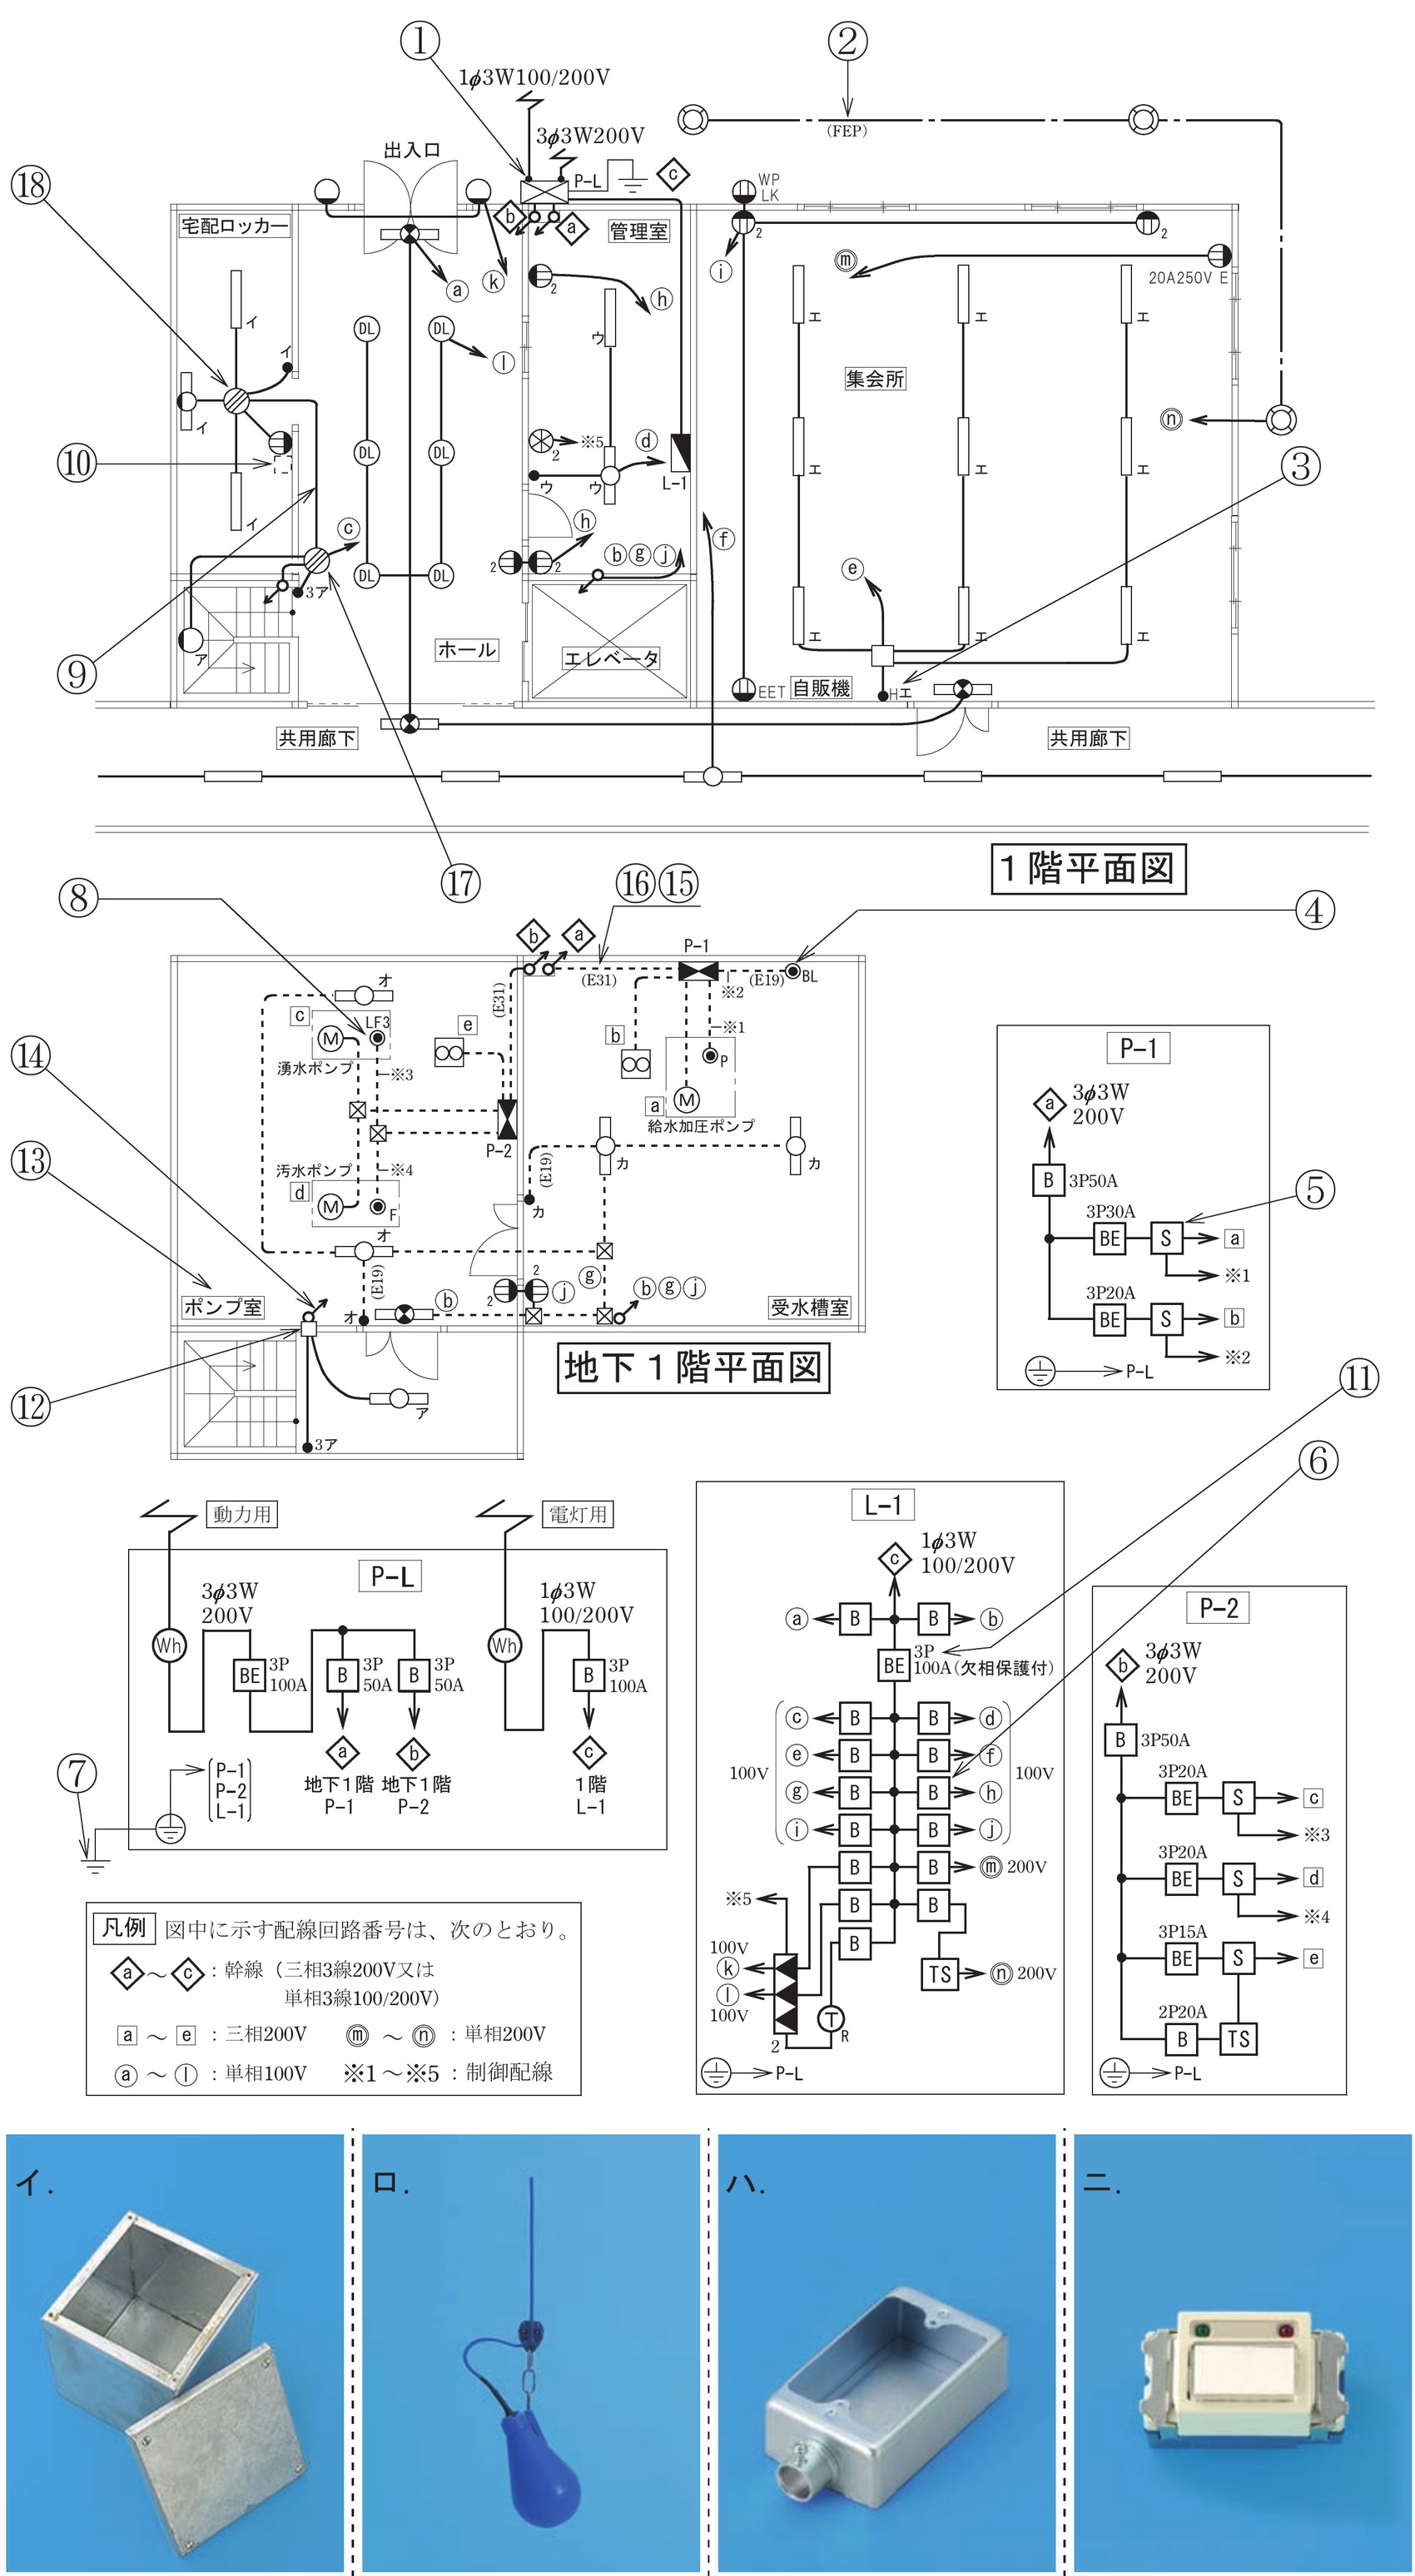 ①
②
1φ3W100/200V
3φ3W200V
(FEP)
出入口
P-L
c
WP
LK
⑱
宅配ロッカー
b
a
管理室
2
2
i
m
20A250V E
a
k
2
h
イ
DL
DL
l
ウ
エ
エ
エ
イ
集会所
イ
n
⑩
DL
DL
※5
2
d
③
エ
エ
エ
ウ
ウ
L-1
イ
c
h
f
2
2
b g j
e
DL
DL
3ア
⑨
ア
ホール
エレベータ
エ
エ
エ
EET
自販機
Hエ
共用廊下
共用廊下
⑰
1階平面図
⑧
⑯⑮
④
b
a
P-1
オ
(E31)
※2
(E19)
BL
(E31)
c
LF3
M
e
b
※1
P
湧水ポンプ
※3
a
M
給水加圧ポンプ
⑭
P-2
⑬
汚水ポンプ
※4
(E19)
カ
カ
d
M
F
カ
オ
(E19)
g
2
2
j
b g j
ポンプ室
オ
b
受水槽室
地下1階平面図
⑫
ア
3ア
P-1
a
3φ3W
200V
B
3P50A
3P30A
BE
S
a
※1
⑤
3P20A
BE
S
b
※2
P-L
⑪
⑥
動力用
電灯用
P-L
3φ3W
200V
1φ3W
100/200V
Wh
Wh
BE
3P
100A
B
3P
50A
B
3P
50A
B
3P
100A
a
b
c
地下1階
P-1
地下1階
P-2
1階
L-1
⑦
P-1
P-2
L-1
L-1
c
1φ3W
100/200V
a
B
B
b
BE
3P
100A(欠相保護付)
c
B
B
d
e
B
B
f
100V
100V
g
B
B
h
i
B
B
j
B
B
m
200V
※5
B
B
B
100V
k
TS
n
200V
l
100V
T
R
2
P-L
P-2
b
3φ3W
200V
B
3P50A
3P20A
BE
S
c
※3
3P20A
BE
S
d
※4
3P15A
BE
S
e
2P20A
B
TS
P-L
凡例
図中に示す配線回路番号は、次のとおり。
a～c：幹線（三相3線200V又は
単相3線100/200V）
a ～ e ：三相200V
m ～ n ：単相200V
a ～ l ：単相100V
※1～※5：制御配線
イ.
ロ.
ハ.
ニ.